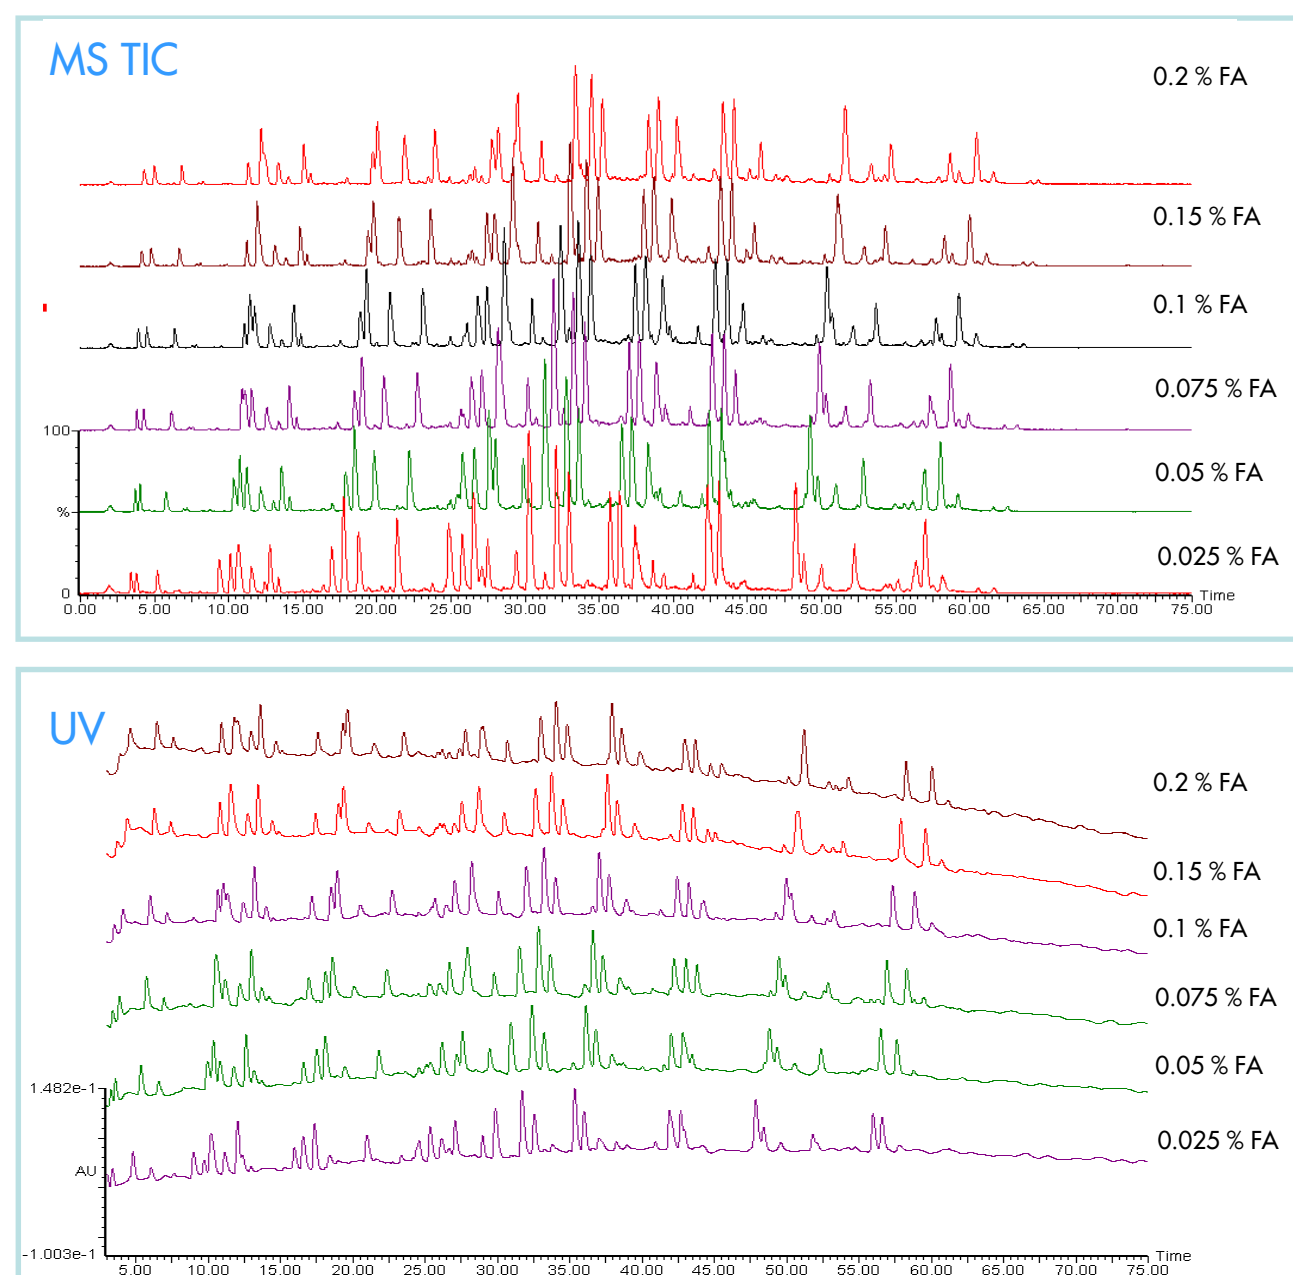 MS TIC
0.2 % FA
0.15 % FA
0.1 % FA
0.075 % FA
100
0.05 % FA
%
0.025 % FA
0
Time
0.00 5.00 10.00 15.00 20.00 25.00 30.00 35.00 40.00 45.00 50.00 55.00 60.00 65.00 70.00 75.00
UV
0.2 % FA
0.15 % FA
0.1 % FA
0.075 % FA
0.05 % FA
1.482e-1
0.025 % FA
AU
-1.003e-1
Time
5.00 10.00 15.00 20.00 25.00 30.00 35.00 40.00 45.00 50.00 55.00 60.00 65.00 70.00 75.00